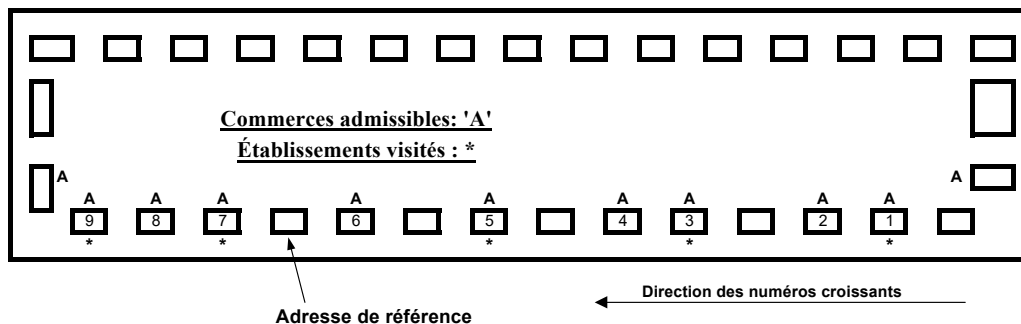 Commerces admissibles: 'A'
Établissements visités : *
A A
A A A A A A A A A
9 8 7 6 5 4 3 2 1
* * * * *
Direction des numéros croissants
Adresse de référence